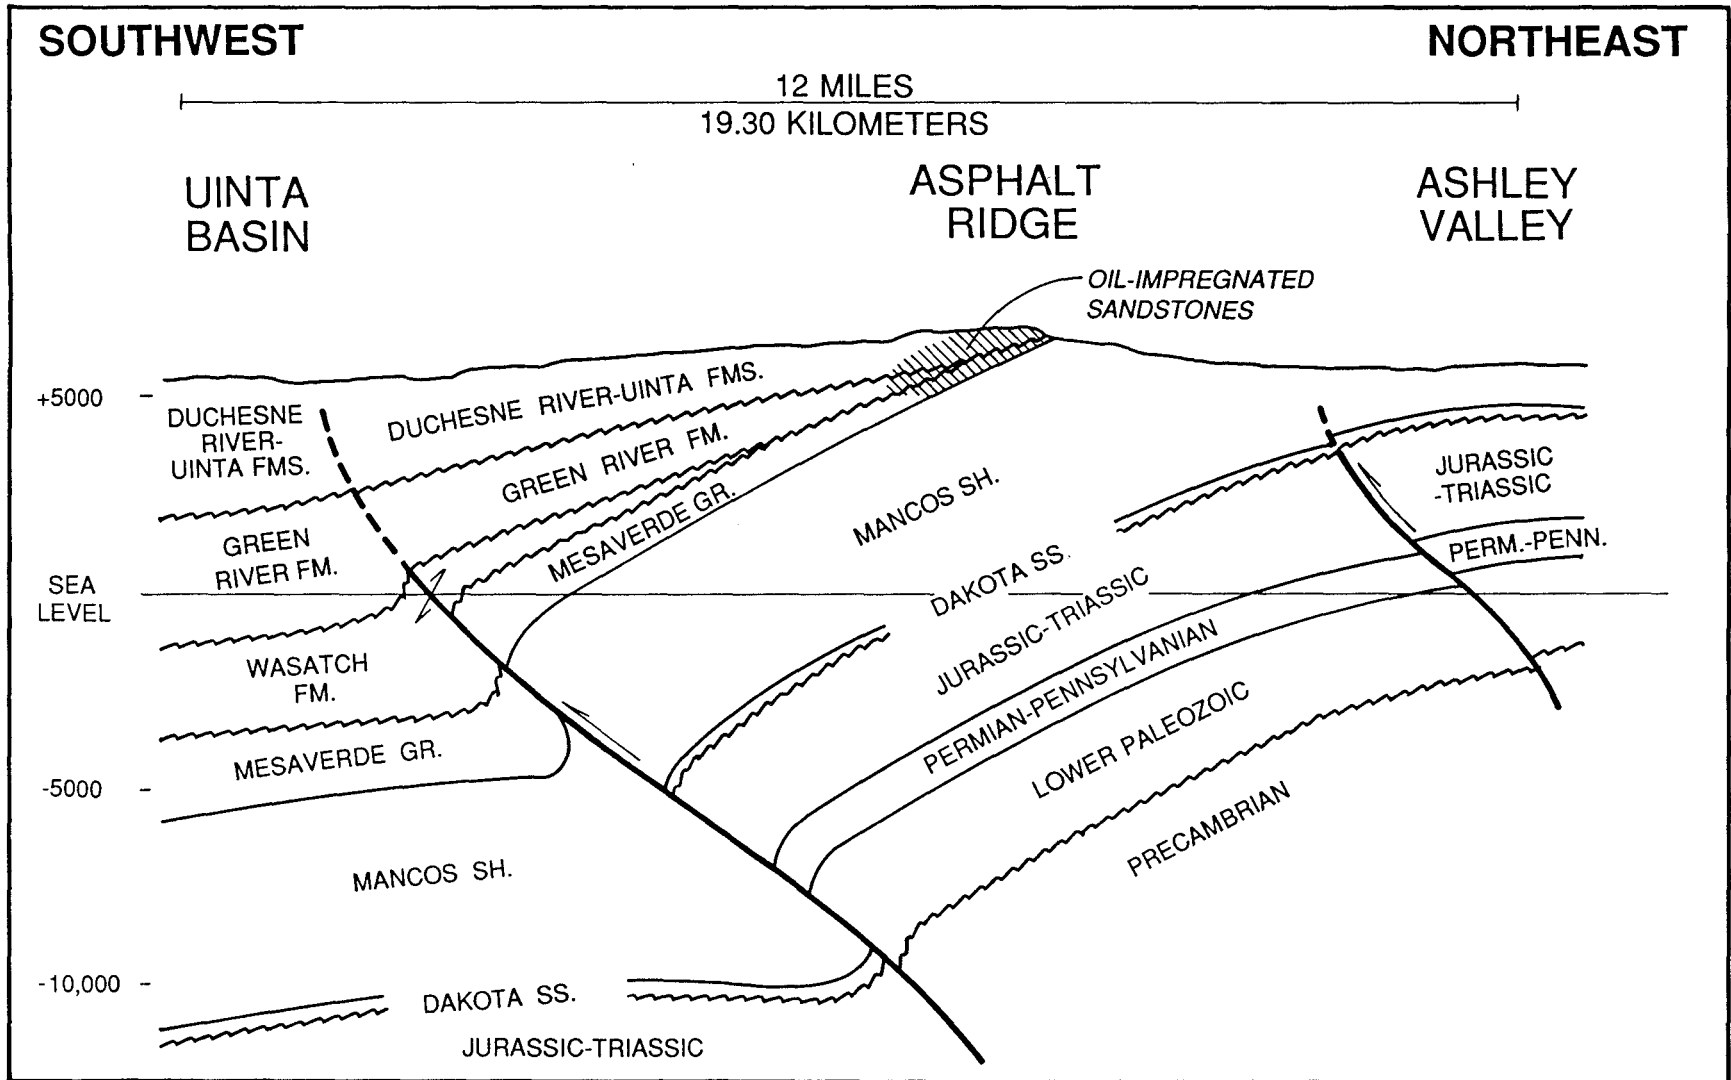 SOUTHWEST
NORTHEAST
12 MILES
19.30 KILOMETERS
UINTA
BASIN
ASPHALT
RIDGE
ASHLEY
VALLEY
OIL-IMPREGNATED
SANDSTONES
+5000
DUCHESNE
RIVER-
UINTA FMS.
DUCHESNE RIVER-UINTA FMS.
GREEN RIVER FM.
MESAVERDE GR.
MANCOS SH.
JURASSIC
-TRIASSIC
PERM.-PENN.
GREEN
RIVER FM.
SEA
LEVEL
DAKOTA SS.
JURASSIC-TRIASSIC
PERMIAN-PENNSYLVANIAN
LOWER PALEOZOIC
PRECAMBRIAN
WASATCH
FM.
MESAVERDE GR.
-5000
MANCOS SH.
-10,000
DAKOTA SS.
JURASSIC-TRIASSIC